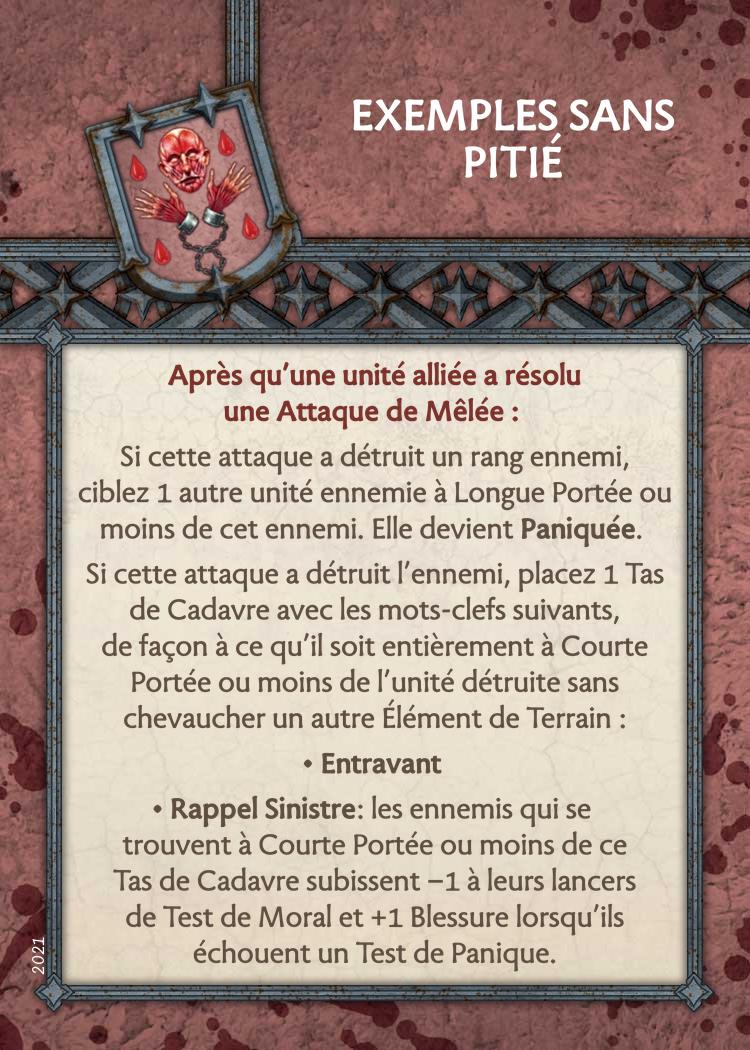 EXEMPLES SANS
PITIÉ
Après qu'une unité alliée a résolu
une Attaque de Mêlée :
Si cette attaque a détruit un rang ennemi,
ciblez 1 autre unité ennemie à Longue Portée ou
moins de cet ennemi. Elle devient Paniquée.
Si cette attaque a détruit l'ennemi, placez 1 Tas
de Cadavre avec les mots-clefs suivants,
de façon à ce qu'il soit entièrement à Courte
Portée ou moins de l'unité détruite sans
chevaucher un autre Élément de Terrain :
• Entravant
• Rappel Sinistre: les ennemis qui se
trouvent à Courte Portée ou moins de ce
Tas de Cadavre subissent –1 à leurs lancers
de Test de Moral et +1 Blessure lorsqu'ils
échouent un Test de Panique.
2021